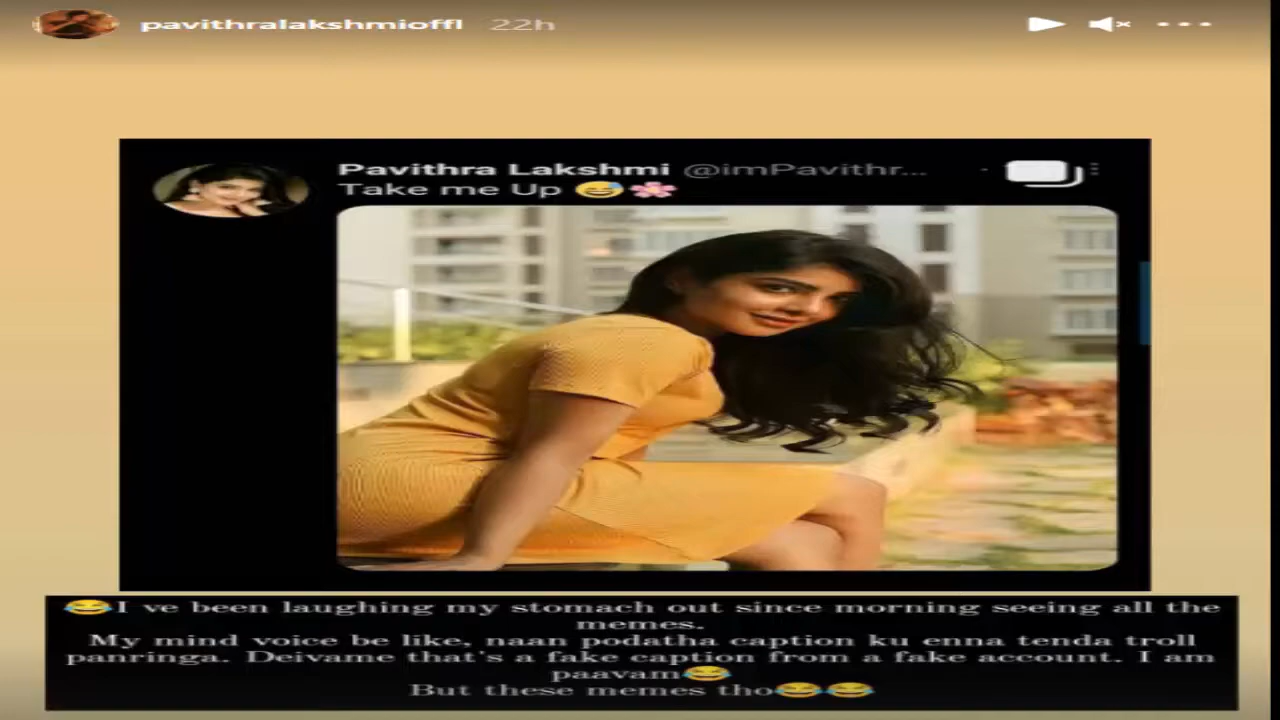 pavithralakshmioffl 22h
Pavithra Lakshmi @imPavithr...
Take me Up 😅🌸
😂I ve been laughing my stomach out since morning seeing all the
memes.
My mind voice be like, naan podatha caption ku enna tenda troll
panringa. Deivame that's a fake caption from a fake account. I am
paavam😂
But these memes tho😂😂